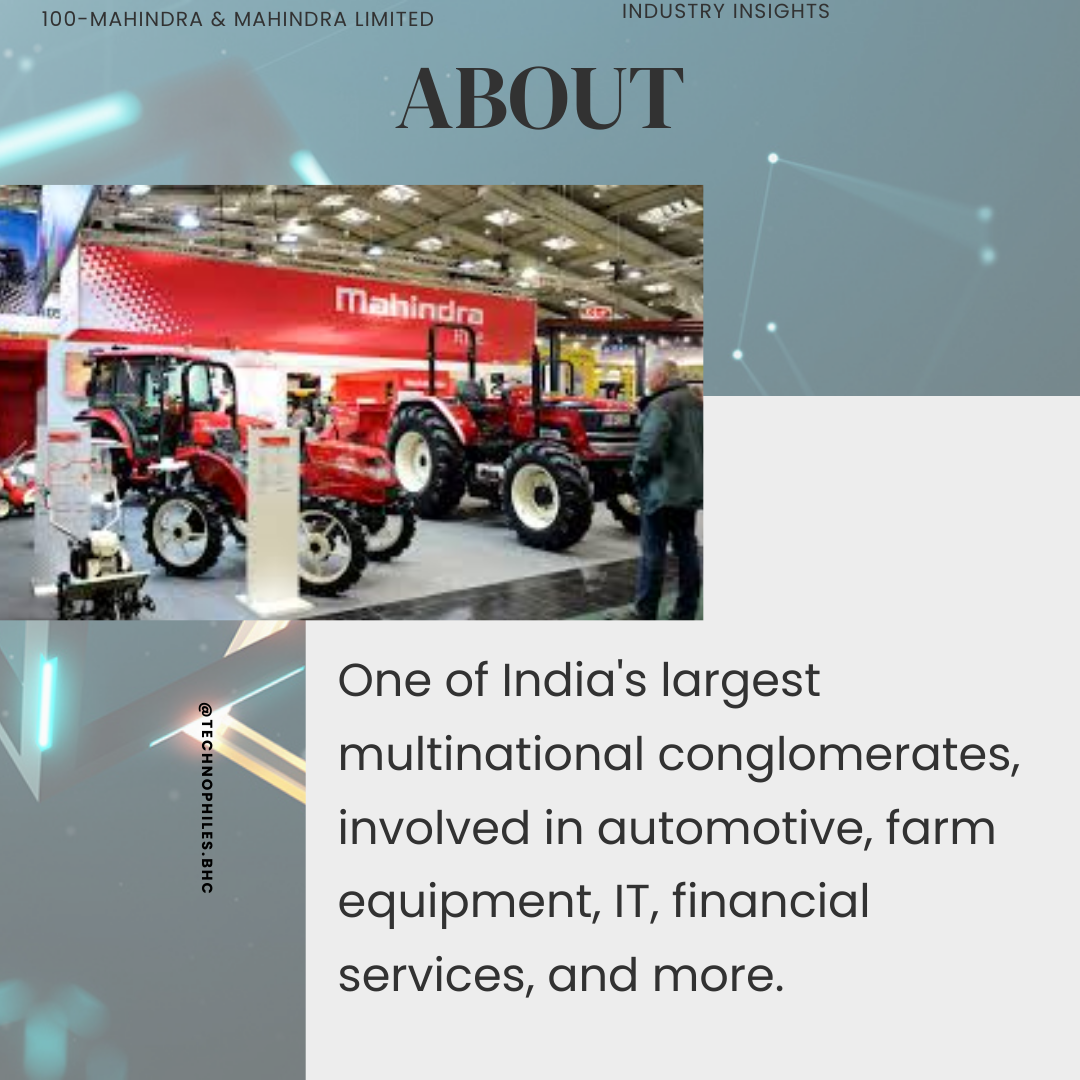 100-MAHINDRA & MAHINDRA LIMITED
INDUSTRY INSIGHTS
ABOUT
Mahindra
Rise
@TECHNOPHILES.BHC
One of India's largest
multinational conglomerates,
involved in automotive, farm
equipment, IT, financial
services, and more.